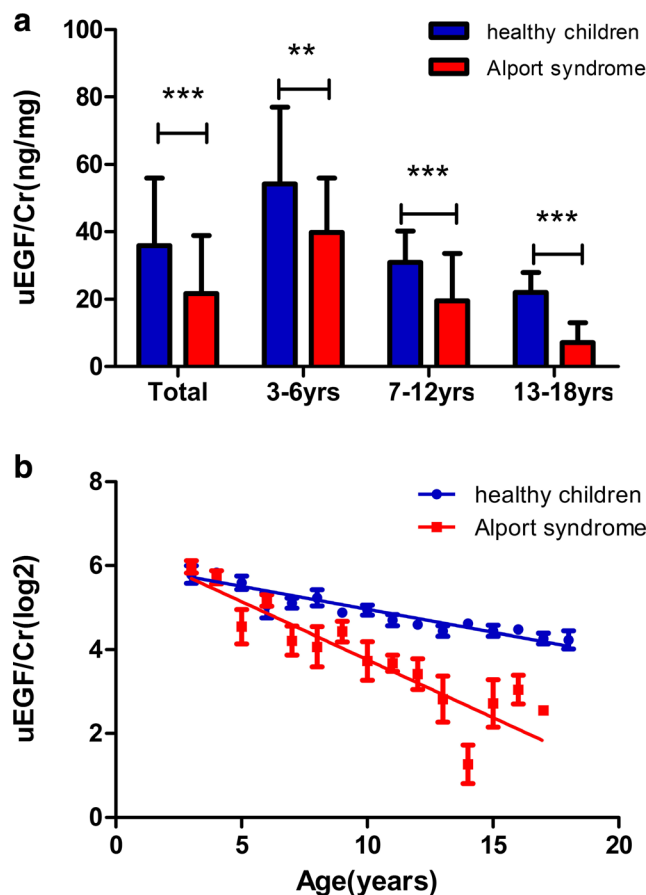 a
100
80
60
40
20
0
uEGF/Cr(ng/mg)
healthy children
Alport syndrome
***
**
***
***
Total 3-6yrs 7-12yrs 13-18yrs
b
8
6
4
2
0
uEGF/Cr(log2)
healthy children
Alport syndrome
0 5 10 15 20
Age(years)